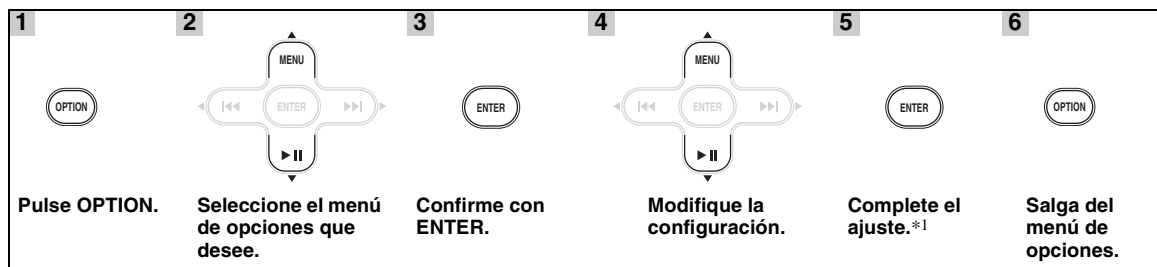 1
OPTION
Pulse OPTION.
2
MENU
ENTER
Seleccione el menú
de opciones que
desee.
3
ENTER
Confirme con
ENTER.
4
MENU
ENTER
Modifique la
configuración.
5
ENTER
Complete el
ajuste.*1
6
OPTION
Salga del
menú de
opciones.